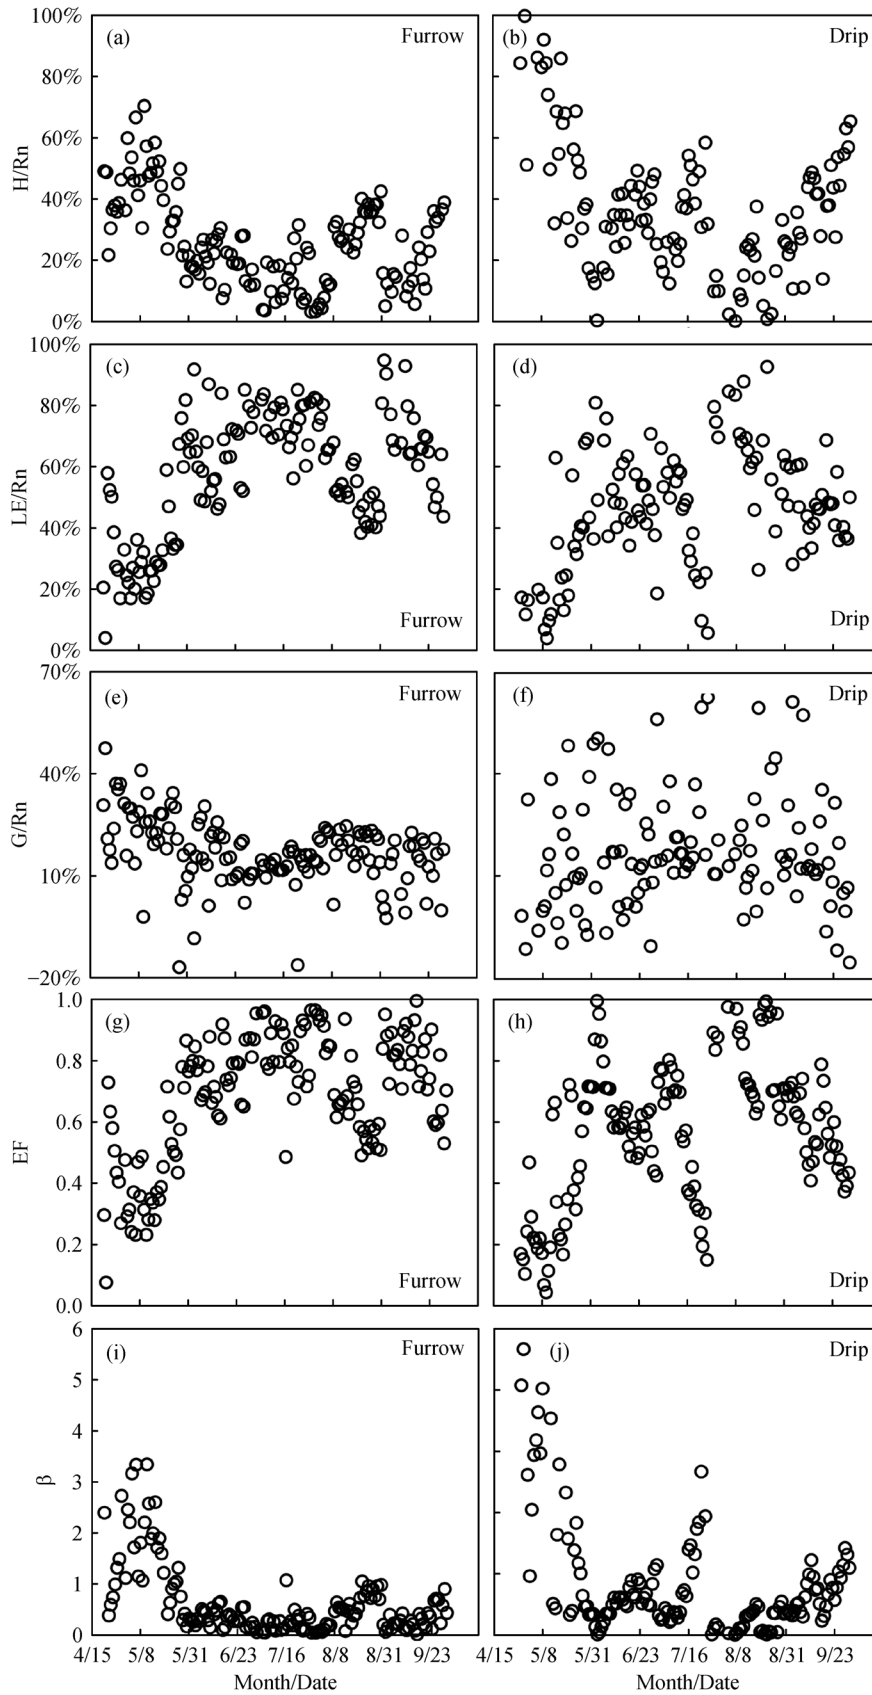 100%
80%
60%
40%
20%
0%
H/Rn
(a)
Furrow
(b)
Drip
100%
80%
60%
40%
20%
0%
LE/Rn
(c)
Furrow
(d)
Drip
70%
40%
10%
−20%
G/Rn
(e)
Furrow
(f)
Drip
1.0
0.8
0.6
0.4
0.2
0.0
EF
(g)
Furrow
(h)
Drip
6
5
4
3
2
1
0
β
(i)
Furrow
(j)
Drip
4/15 5/8 5/31 6/23 7/16 8/8 8/31 9/23
4/15 5/8 5/31 6/23 7/16 8/8 8/31 9/23
Month/Date
Month/Date